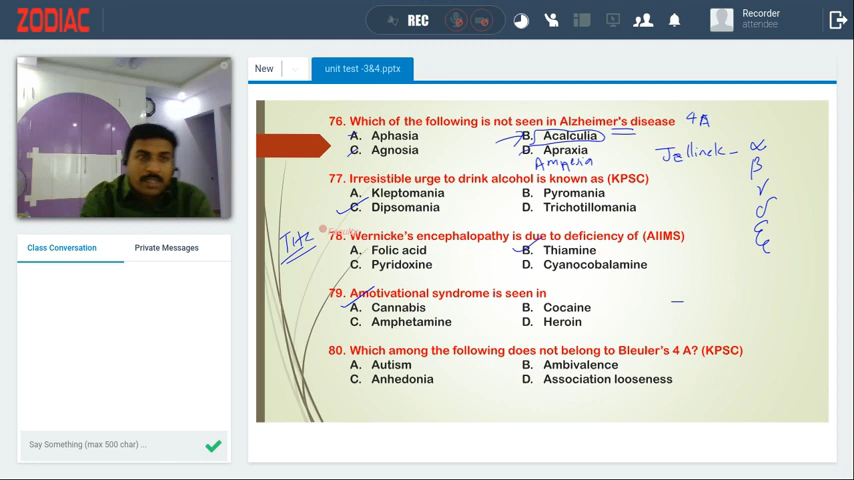 ZODIAC
REC
Recorder
attendee
New
unit test -3&4.pptx
76. Which of the following is not seen in Alzheimer's disease 4A
A. Aphasia B. Acalculia
C. Agnosia D. Apraxia
Amnesia
Jellinek - α
β
γ
δ
ε
77. Irresistible urge to drink alcohol is known as (KPSC)
A. Kleptomania B. Pyromania
C. Dipsomania D. Trichotillomania
78. Wernicke's encephalopathy is due to deficiency of (AIIMS)
A. Folic acid B. Thiamine
C. Pyridoxine D. Cyanocobalamine
79. Amotivational syndrome is seen in
A. Cannabis B. Cocaine
C. Amphetamine D. Heroin
80. Which among the following does not belong to Bleuler's 4 A? (KPSC)
A. Autism B. Ambivalence
C. Anhedonia D. Association looseness
Class Conversation Private Messages
Say Something (max 500 char) ...